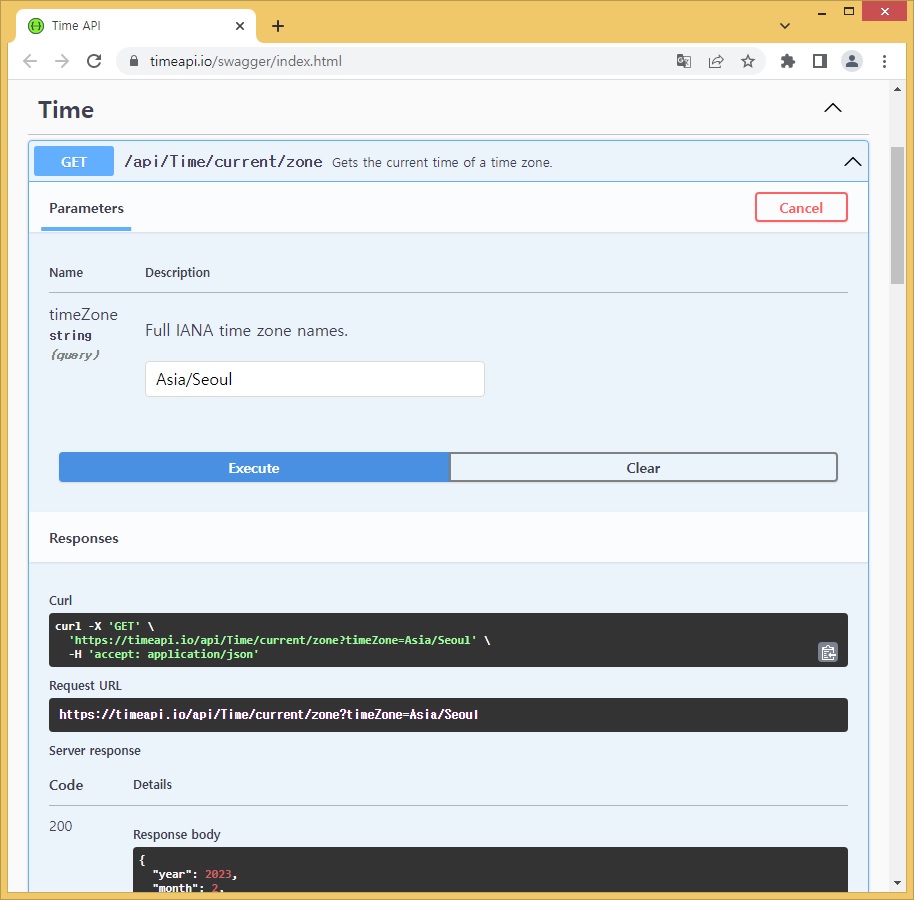 Time API
timeapi.io/swagger/index.html
Time
GET /api/Time/current/zone Gets the current time of a time zone.
Parameters
Cancel
Name Description
timeZone
string
(query)
Full IANA time zone names.
Asia/Seoul
Execute Clear
Responses
Curl
curl -X 'GET' \
'https://timeapi.io/api/Time/current/zone?timeZone=Asia/Seoul' \
-H 'accept: application/json'
Request URL
https://timeapi.io/api/Time/current/zone?timeZone=Asia/Seoul
Server response
Code Details
200
Response body
{
"year": 2023,
"month": 2,